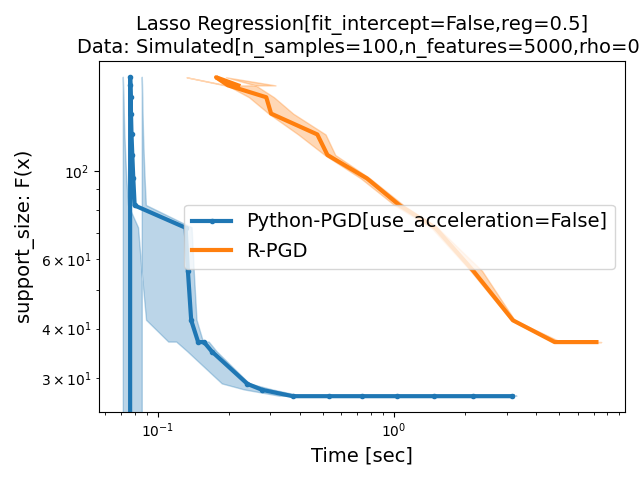 Lasso Regression[fit_intercept=False,reg=0.5]
Data: Simulated[n_samples=100,n_features=5000,rho=0
support_size: F(x)
10²
6 × 10¹
4 × 10¹
3 × 10¹
Python-PGD[use_acceleration=False]
R-PGD
10⁻¹
10⁰
Time [sec]